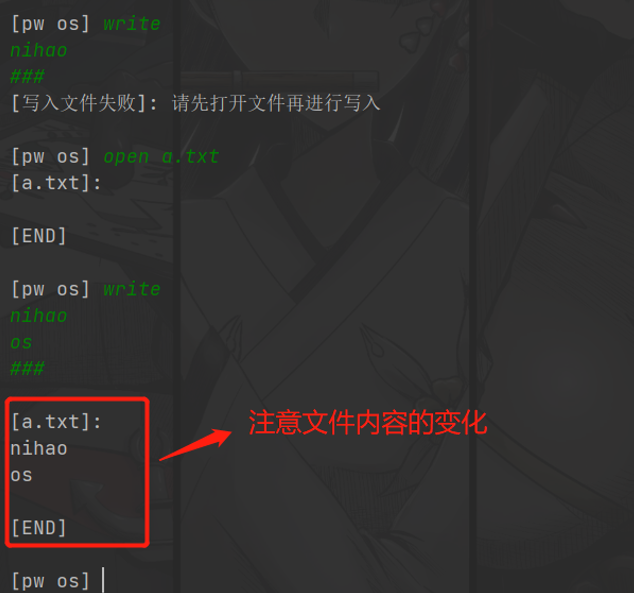 [pw os] write
nihao
###
[写入文件失败]: 请先打开文件再进行写入
[pw os] open a.txt
[a.txt]:
[END]
[pw os] write
nihao
os
###
[a.txt]:
注意文件内容的变化
nihao
os
[END]
[pw os]